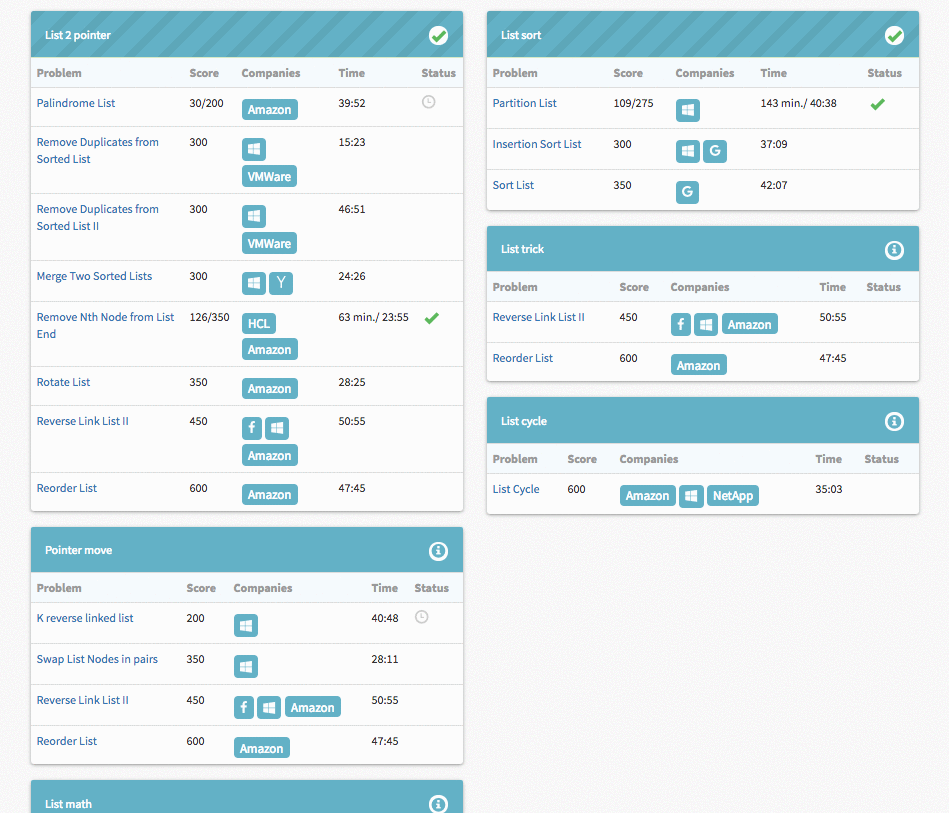 List 2 pointer
Problem Score Companies Time Status
Palindrome List 30/200 Amazon 39:52
Remove Duplicates from 300 15:23
Sorted List VMWare
Remove Duplicates from 300 46:51
Sorted List II VMWare
Merge Two Sorted Lists 300 Y 24:26
Remove Nth Node from List 126/350 HCL 63 min./ 23:55
End Amazon
Rotate List 350 Amazon 28:25
Reverse Link List II 450 f 50:55
Amazon
Reorder List 600 Amazon 47:45
Pointer move
Problem Score Companies Time Status
K reverse linked list 200 40:48
Swap List Nodes in pairs 350 28:11
Reverse Link List II 450 f Amazon 50:55
Reorder List 600 Amazon 47:45
List math
List sort
Problem Score Companies Time Status
Partition List 109/275 143 min./ 40:38
Insertion Sort List 300 G 37:09
Sort List 350 G 42:07
List trick
Problem Score Companies Time Status
Reverse Link List II 450 f Amazon 50:55
Reorder List 600 Amazon 47:45
List cycle
Problem Score Companies Time Status
List Cycle 600 Amazon NetApp 35:03